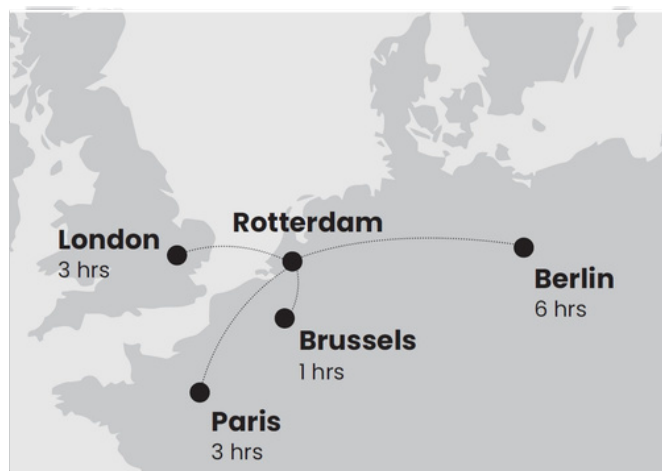 Rotterdam
London
3 hrs
Berlin
6 hrs
Brussels
1 hrs
Paris
3 hrs